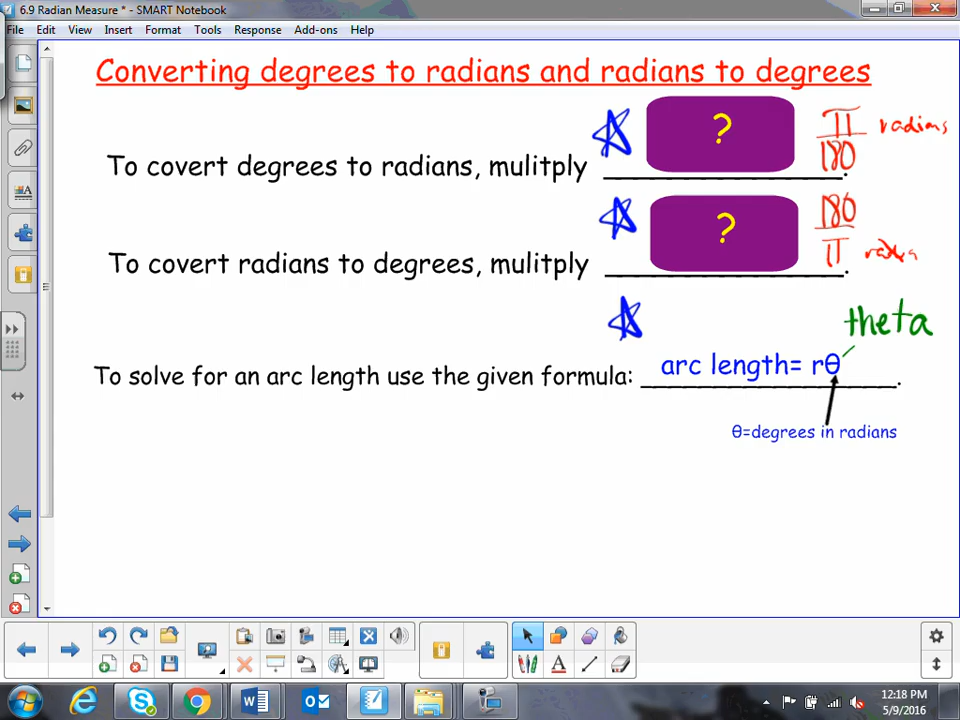 6.9 Radian Measure * - SMART Notebook
File Edit View Insert Format Tools Response Add-ons Help
Converting degrees to radians and radians to degrees
?
π radians
180
To covert degrees to radians, mulitply ____________________.
?
180
π
To covert radians to degrees, mulitply ____________________.
theta
To solve for an arc length use the given formula: arc length= rθ.
θ=degrees in radians
12:18 PM
5/9/2016